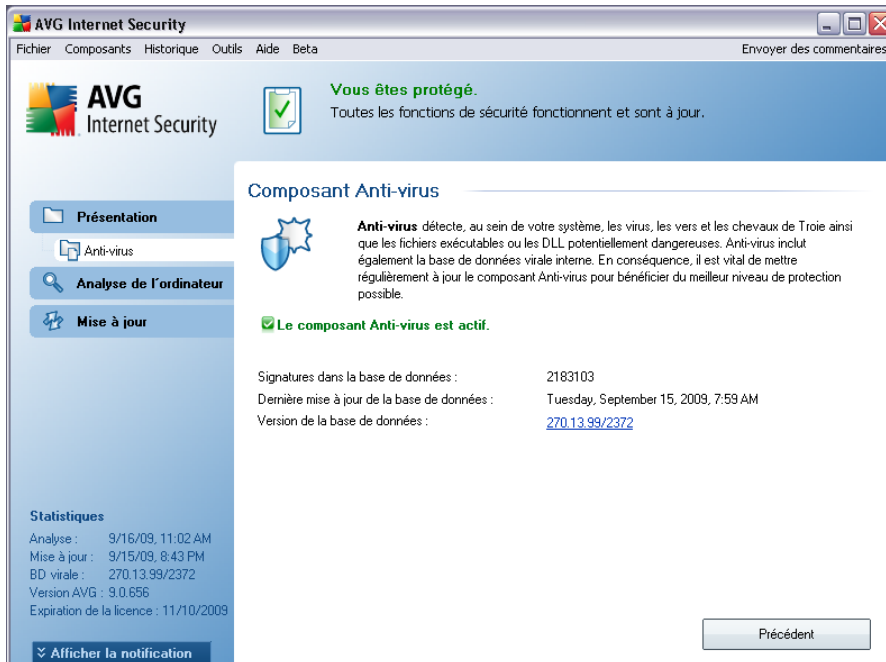 AVG Internet Security
Fichier Composants Historique Outils Aide Beta Envoyer des commentaires
AVG
Internet Security
Vous êtes protégé.
Toutes les fonctions de sécurité fonctionnent et sont à jour.
Présentation
Anti-virus
Analyse de l'ordinateur
Mise à jour
Composant Anti-virus
Anti-virus détecte, au sein de votre système, les virus, les vers et les chevaux de Troie ainsi
que les fichiers exécutables ou les DLL potentiellement dangereuses. Anti-virus inclut
également la base de données virale interne. En conséquence, il est vital de mettre
régulièrement à jour le composant Anti-virus pour bénéficier du meilleur niveau de protection
possible.
Le composant Anti-virus est actif.
Signatures dans la base de données : 2183103
Dernière mise à jour de la base de données : Tuesday, September 15, 2009, 7:59 AM
Version de la base de données : 270.13.99/2372
Statistiques
Analyse : 9/16/09, 11:02 AM
Mise à jour : 9/15/09, 8:43 PM
BD virale : 270.13.99/2372
Version AVG : 9.0.656
Expiration de la licence : 11/10/2009
Afficher la notification
Précédent